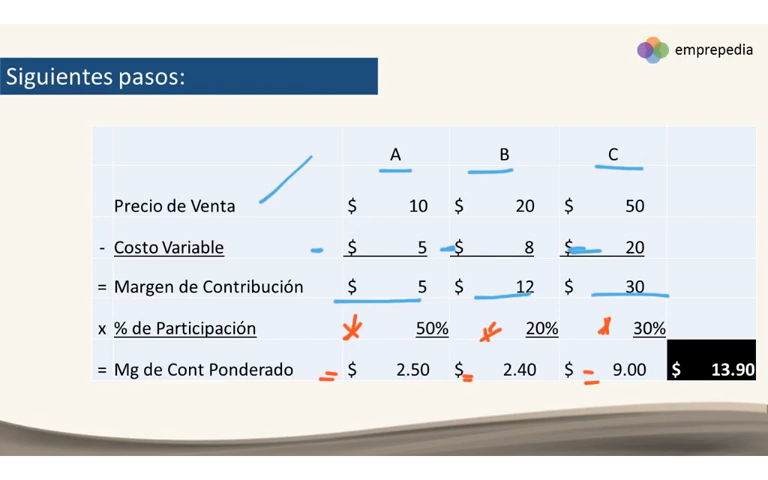 emprepedia
Siguientes pasos:
A B C
Precio de Venta $ 10 $ 20 $ 50
- Costo Variable $ 5 $ 8 $ 20
= Margen de Contribución $ 5 $ 12 $ 30
x % de Participación 50% 20% 30%
= Mg de Cont Ponderado $ 2.50 $ 2.40 $ 9.00 $ 13.90